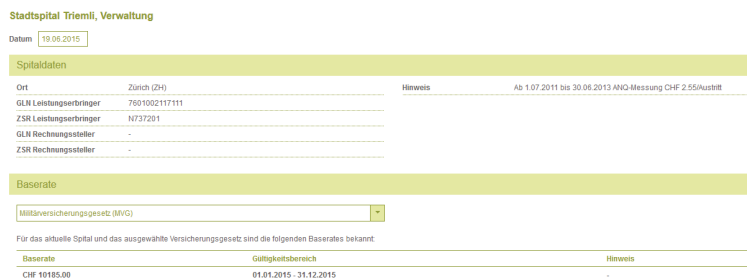 Stadtspital Triemli, Verwaltung
Datum 19.06.2015
Spitaldaten
Ort Zürich (ZH) Hinweis Ab 1.07.2011 bis 30.06.2013 ANQ-Messung CHF 2.55/Austritt
GLN Leistungserbringer 7601002117111
ZSR Leistungserbringer N737201
GLN Rechnungssteller -
ZSR Rechnungssteller -
Baserate
Militärversicherungsgesetz (MVG)
Für das aktuelle Spital und das ausgewählte Versicherungsgesetz sind die folgenden Baserates bekannt:
Baserate Gültigkeitsbereich Hinweis
CHF 10185.00 01.01.2015 - 31.12.2015 -